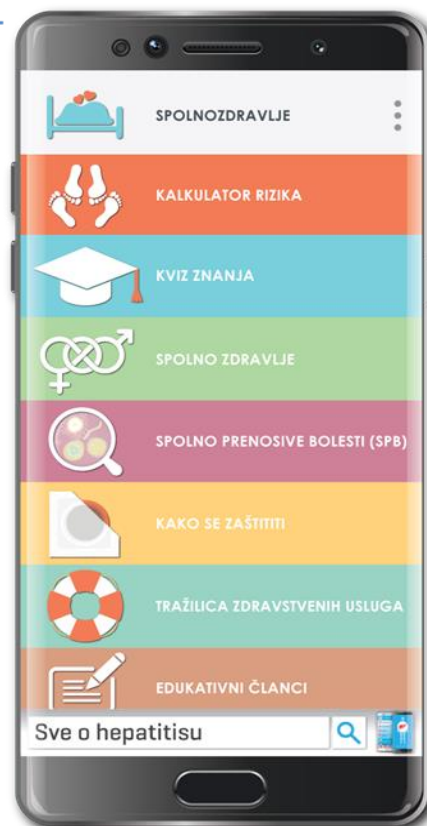 SPOLNOZDRAVLJE
KALKULATOR RIZIKA
KVIZ ZNANJA
SPOLNO ZDRAVLJE
SPOLNO PRENOSIVE BOLESTI (SPB)
KAKO SE ZAŠTITITI
TRAŽILICA ZDRAVSTVENIH USLUGA
EDUKATIVNI ČLANCI
Sve o hepatitisu